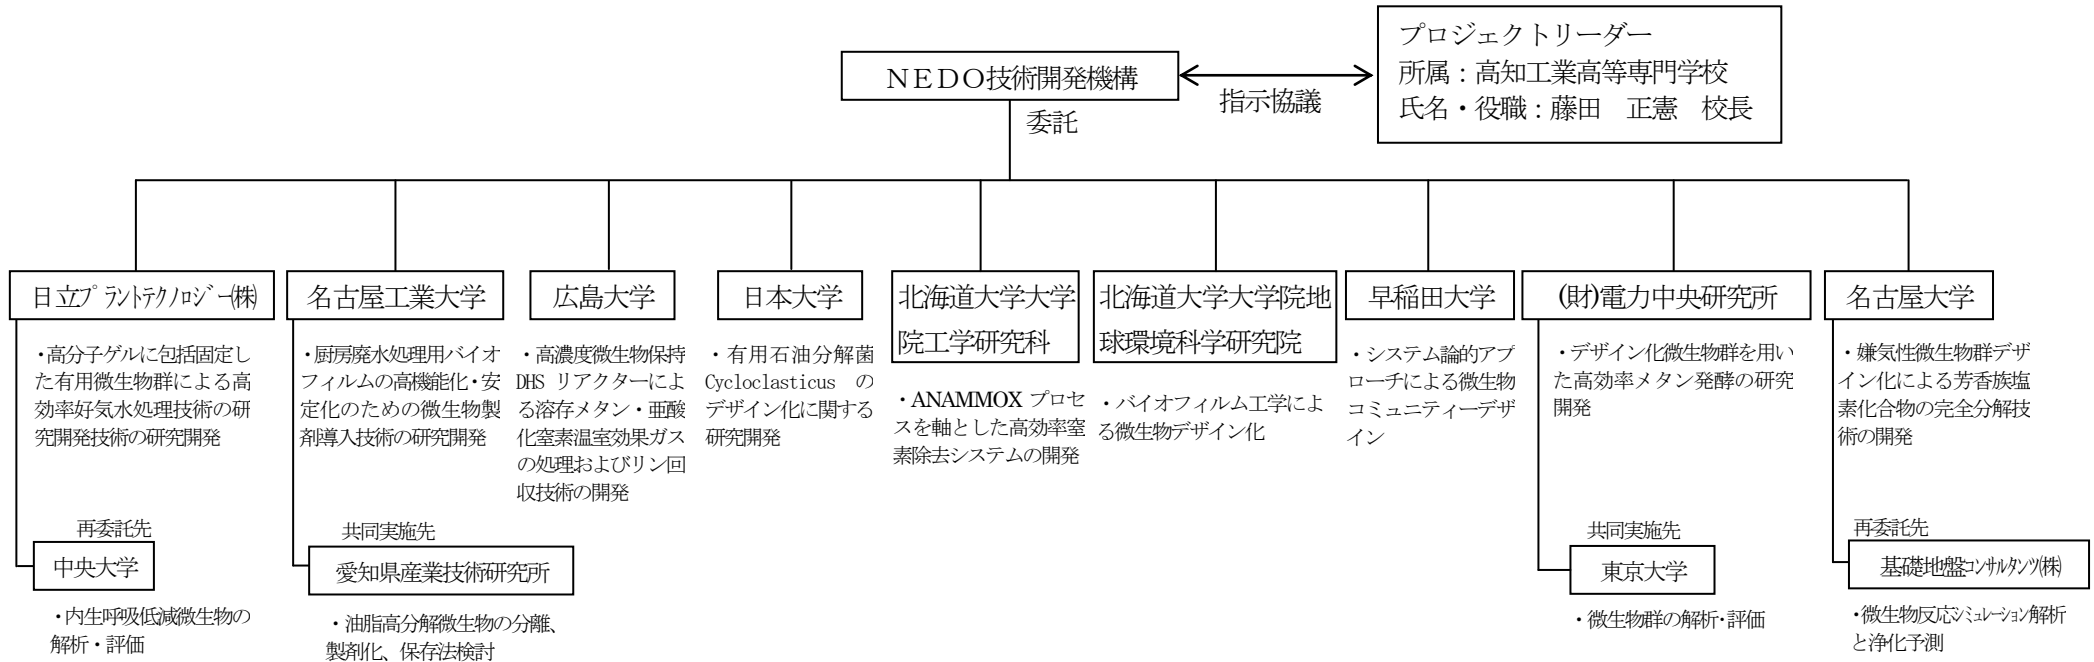 プロジェクトリーダー
所属：高知工業高等専門学校
氏名・役職：藤田　正憲　校長
ＮＥＤＯ技術開発機構
指示協議
委託
日立プラントテクノロジー㈱
・高分子ゲルに包括固定し
た有用微生物群による高
効率好気水処理技術の研
究開発技術の研究開発
再委託先
中央大学
・内生呼吸低減微生物の
解析・評価
名古屋工業大学
・厨房廃水処理用バイオ
フィルムの高機能化・安
定化のための微生物製
剤導入技術の研究開発
共同実施先
愛知県産業技術研究所
・油脂高分解微生物の分離、
製剤化、保存法検討
広島大学
・高濃度微生物保持
DHS リアクターによ
る溶存メタン・亜酸
化窒素温室効果ガス
の処理およびリン回
収技術の開発
日本大学
・有用石油分解菌
Cycloclasticus の
デザイン化に関する
研究開発
北海道大学大学
院工学研究科
・ANAMMOX プロセ
スを軸とした高効率窒
素除去システムの開発
北海道大学大学院地
球環境科学研究院
・バイオフィルム工学によ
る微生物デザイン化
早稲田大学
・システム論的アプ
ローチによる微生物
コミュニティーデザ
イン
(財)電力中央研究所
・デザイン化微生物群を用い
た高効率メタン発酵の研究
開発
共同実施先
東京大学
・微生物群の解析・評価
名古屋大学
・嫌気性微生物群デザ
イン化による芳香族塩
素化合物の完全分解技
術の開発
再委託先
基礎地盤コンサルタンツ㈱
・微生物反応シミュレーション解析
と浄化予測